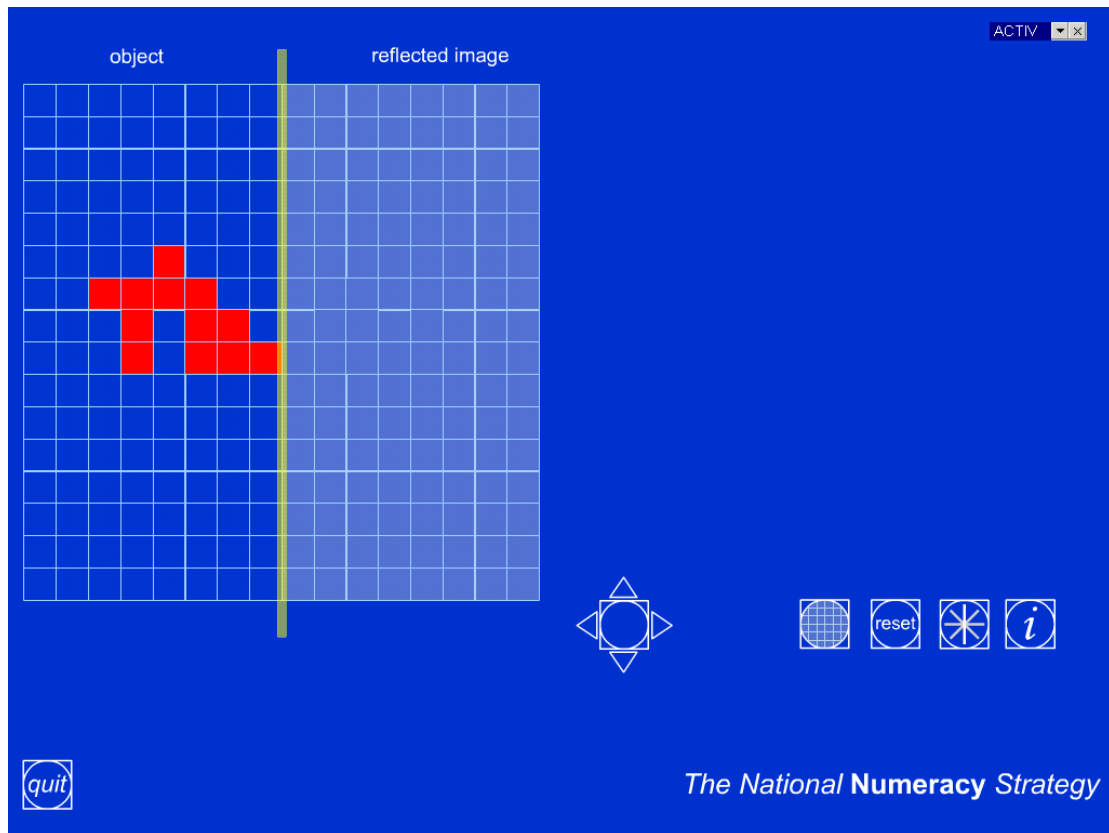 ACTIV
object
reflected image
reset
i
quit
The National Numeracy Strategy